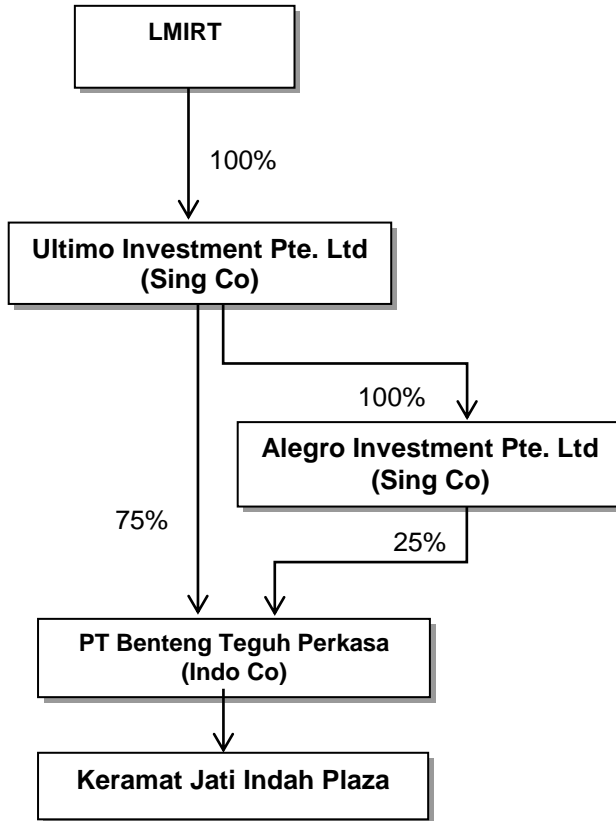 LMIRT
100%
Ultimo Investment Pte. Ltd
(Sing Co)
100%
Alegro Investment Pte. Ltd
(Sing Co)
75%
25%
PT Benteng Teguh Perkasa
(Indo Co)
Keramat Jati Indah Plaza